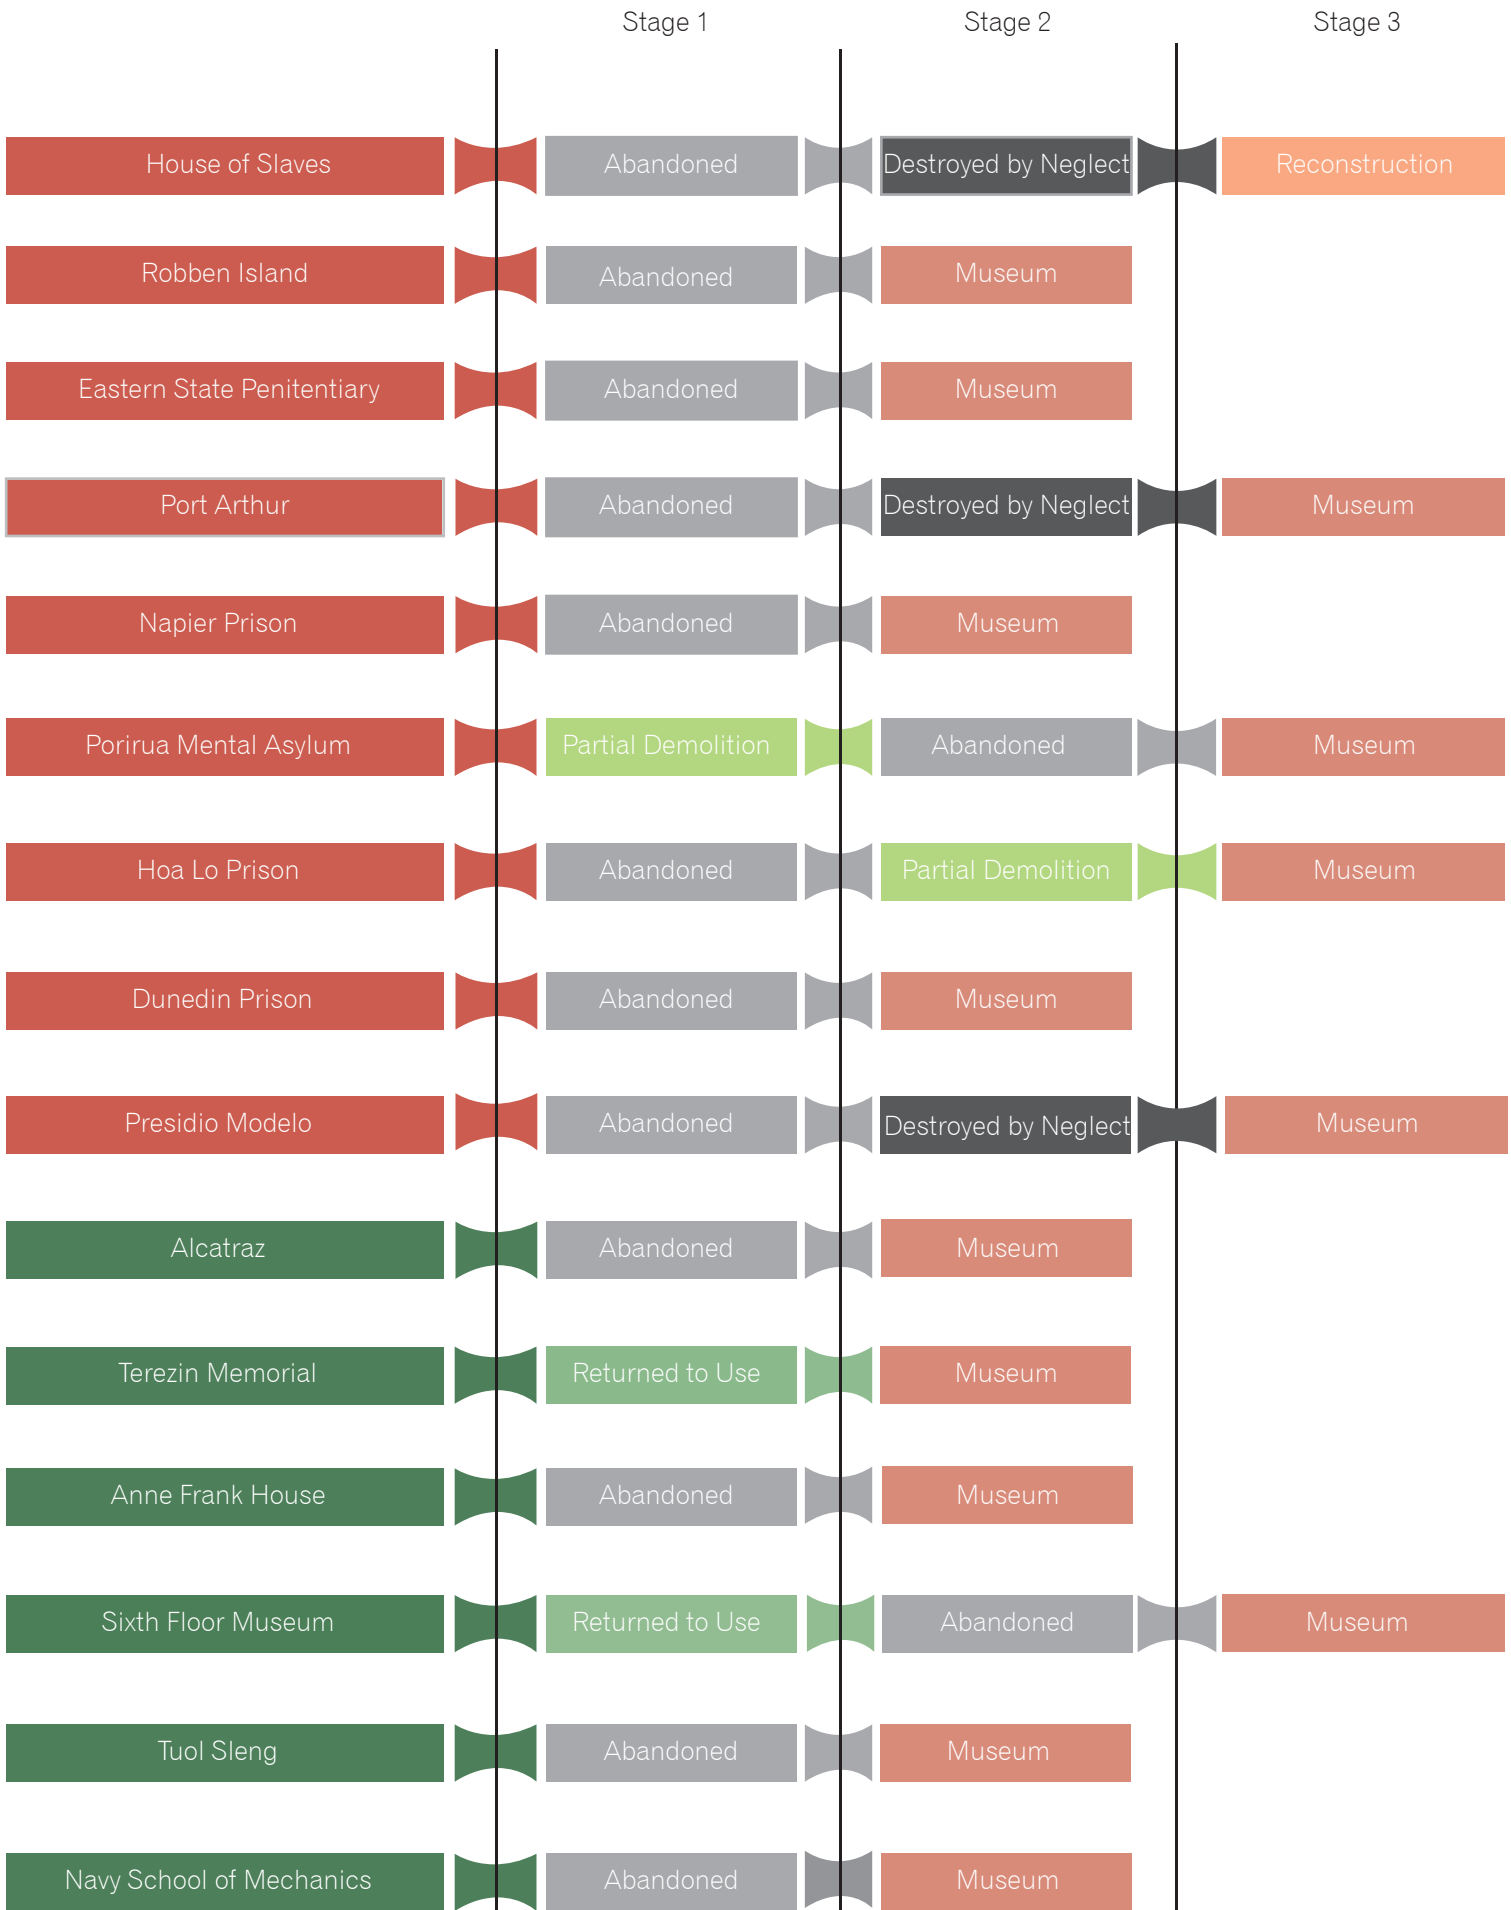 Stage 1 Stage 2 Stage 3
House of Slaves Abandoned Destroyed by Neglect Reconstruction
Robben Island Abandoned Museum
Eastern State Penitentiary Abandoned Museum
Port Arthur Abandoned Destroyed by Neglect Museum
Napier Prison Abandoned Museum
Porirua Mental Asylum Partial Demolition Abandoned Museum
Hoa Lo Prison Abandoned Partial Demolition Museum
Dunedin Prison Abandoned Museum
Presidio Modelo Abandoned Destroyed by Neglect Museum
Alcatraz Abandoned Museum
Terezin Memorial Returned to Use Museum
Anne Frank House Abandoned Museum
Sixth Floor Museum Returned to Use Abandoned Museum
Tuol Sleng Abandoned Museum
Navy School of Mechanics Abandoned Museum